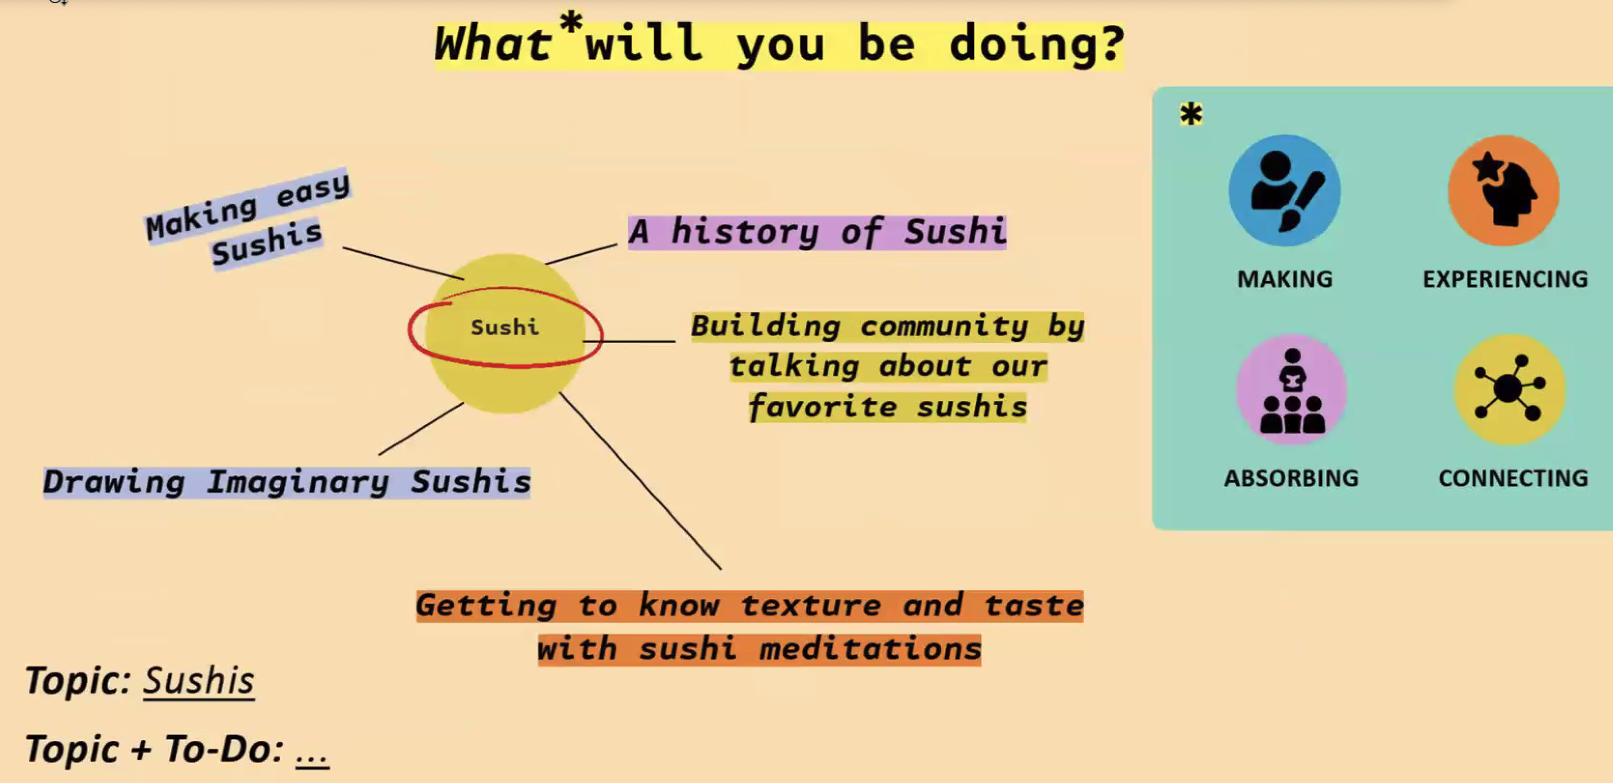 What*will you be doing?
*
Making easy
Sushis
A history of Sushi
MAKING
EXPERIENCING
Sushi
Building community by
talking about our
favorite sushis
Drawing Imaginary Sushis
ABSORBING
CONNECTING
Getting to know texture and taste
with sushi meditations
Topic: Sushis
Topic + To-Do: ...